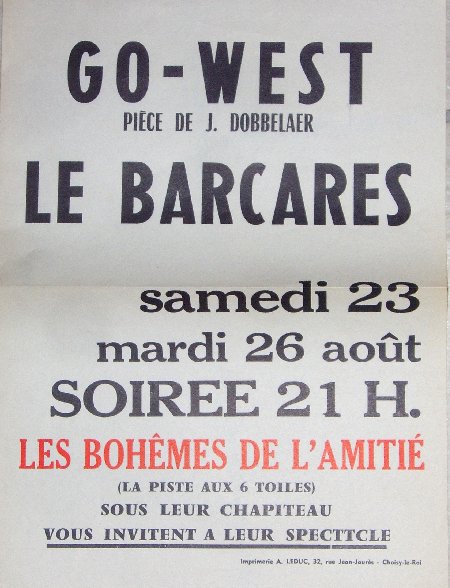 GO-WEST
PIÈCE DE J. DOBBELAER
LE BARCARES
samedi 23
mardi 26 août
SOIREE 21 H.
LES BOHÊMES DE L'AMITIÉ
(LA PISTE AUX 6 TOILES)
SOUS LEUR CHAPITEAU
VOUS INVITENT A LEUR SPECTTCLE
Imprimerie A. LEDUC, 32, rue Jean-Jaurès - Choisy-le-Roi